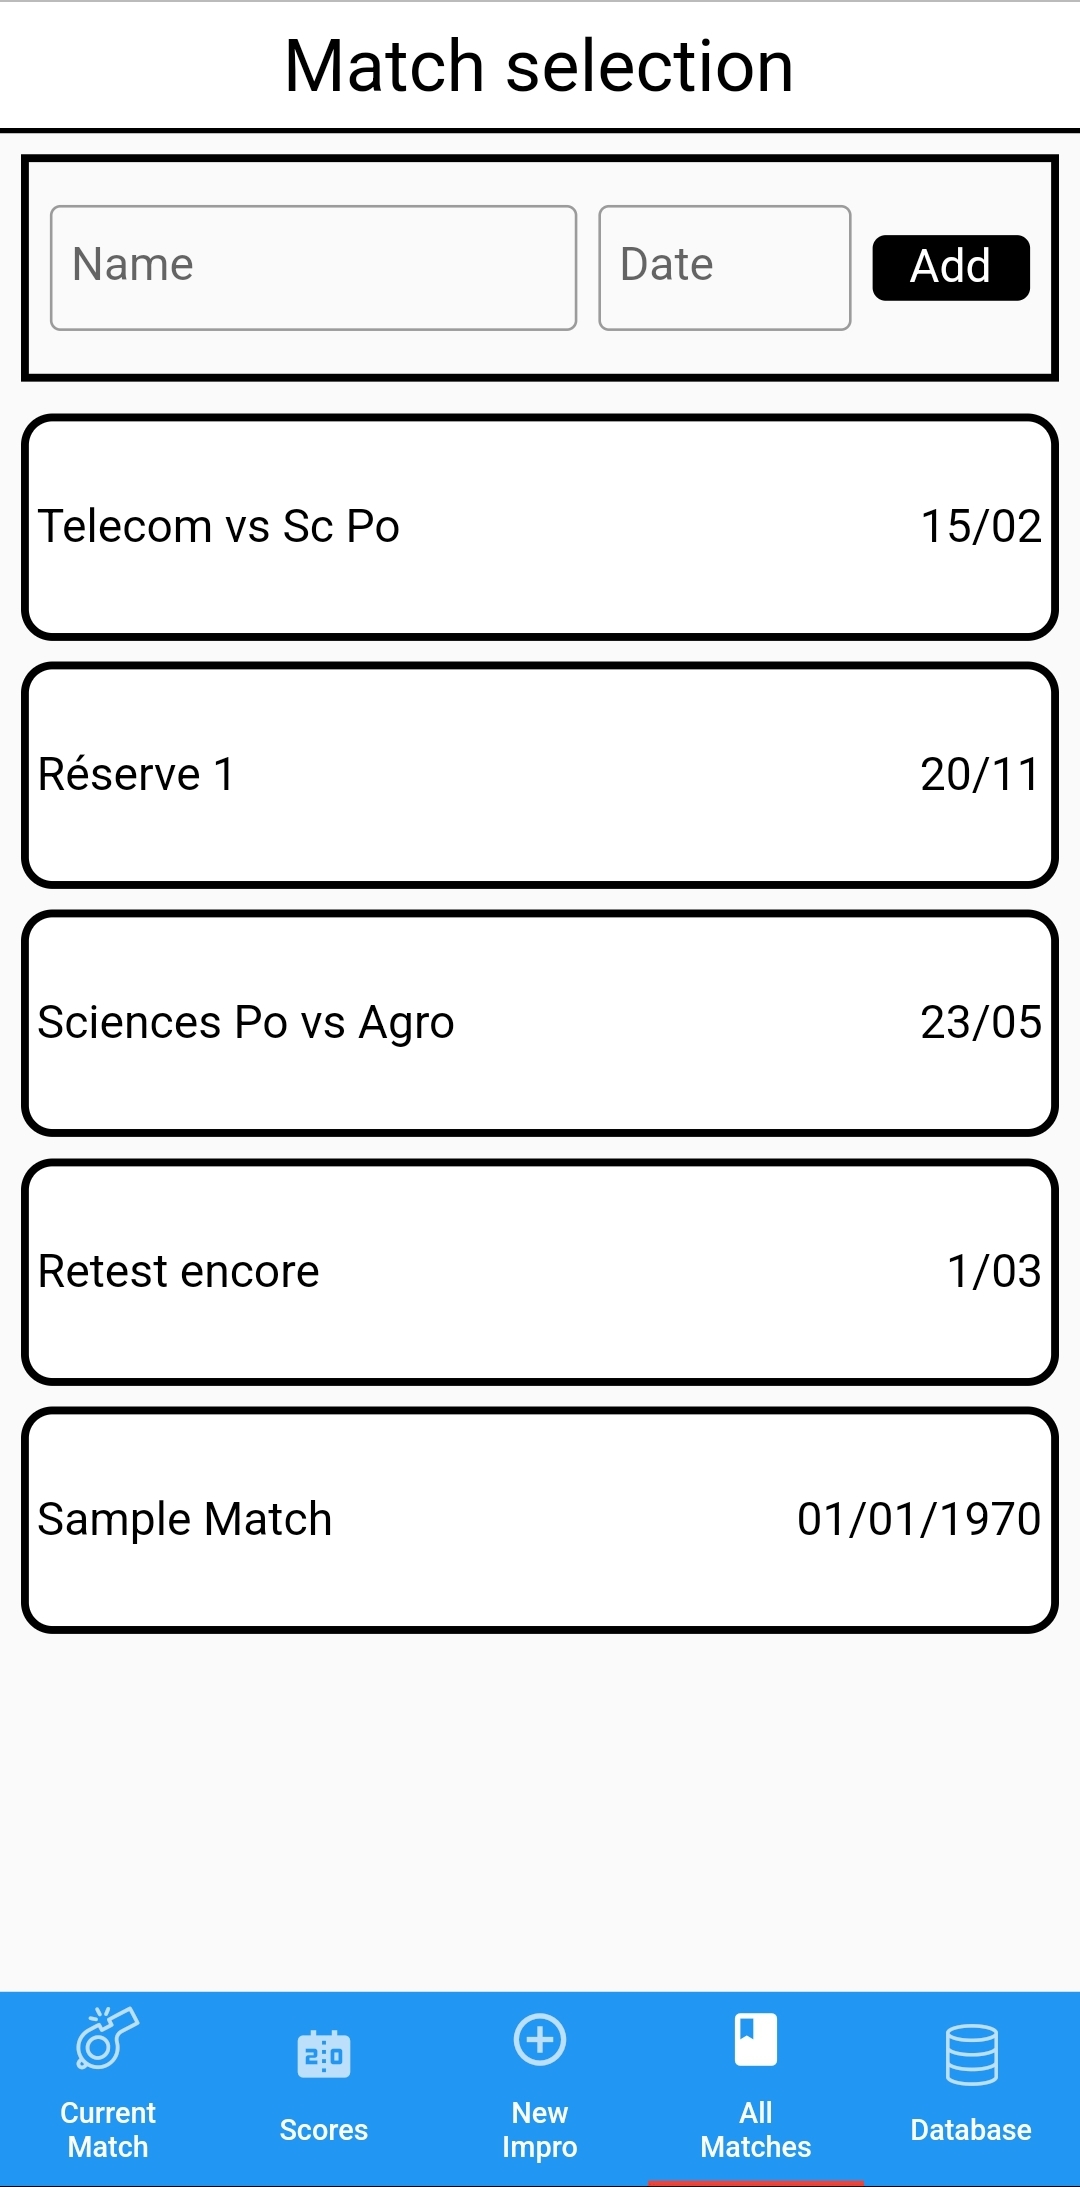 Match selection
Name Date Add
Telecom vs Sc Po 15/02
Réserve 1 20/11
Sciences Po vs Agro 23/05
Retest encore 1/03
Sample Match 01/01/1970
2:0
Current Match
Scores
New Impro
All Matches
Database